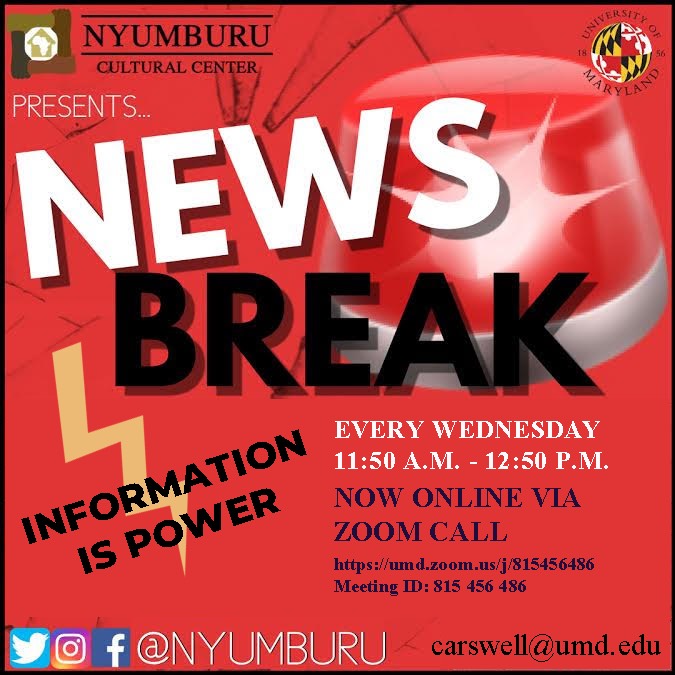 NYUMBURU
CULTURAL CENTER
UNIVERSITY OF
18 56
MARYLAND
PRESENTS...
NEWS
BREAK
INFORMATION
IS POWER
EVERY WEDNESDAY
11:50 A.M. - 12:50 P.M.
NOW ONLINE VIA
ZOOM CALL
https://umd.zoom.us/j/815456486
Meeting ID: 815 456 486
@NYUMBURU
carswell@umd.edu